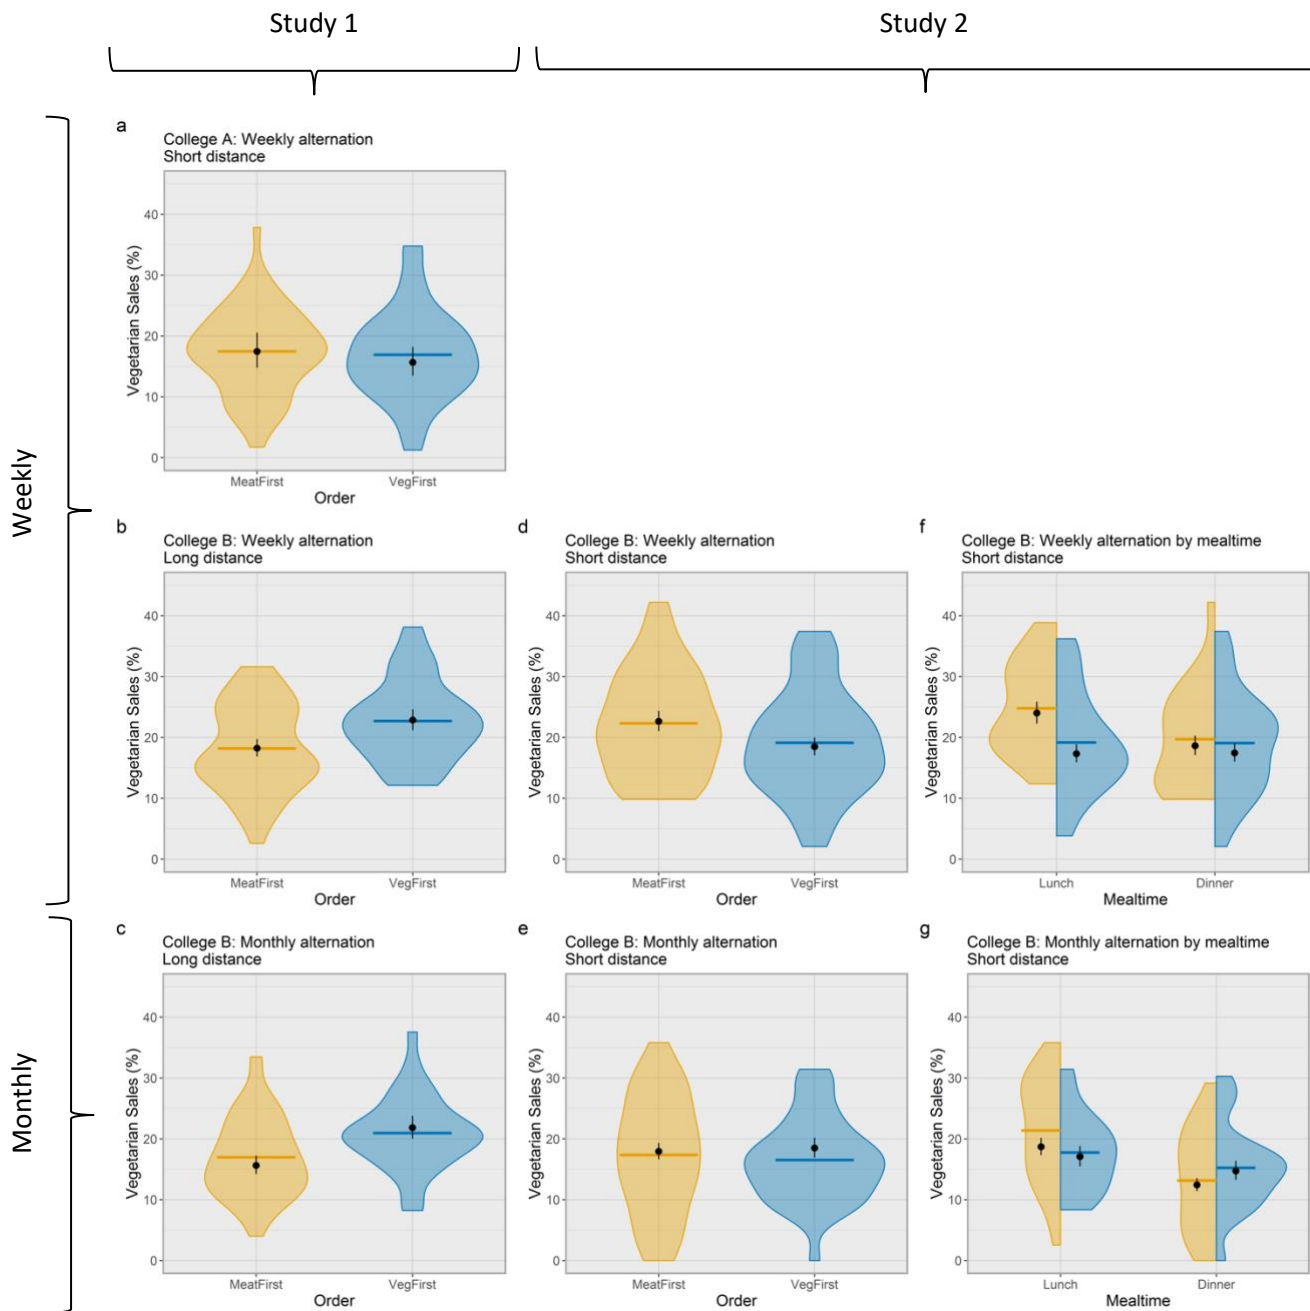 Study 1
Study 2
Weekly
Monthly
a
College A: Weekly alternation
Short distance
Vegetarian Sales (%)
40
30
20
10
0
MeatFirst
VegFirst
Order
b
College B: Weekly alternation
Long distance
Vegetarian Sales (%)
40
30
20
10
0
MeatFirst
VegFirst
Order
d
College B: Weekly alternation
Short distance
Vegetarian Sales (%)
40
30
20
10
0
MeatFirst
VegFirst
Order
f
College B: Weekly alternation by mealtime
Short distance
Vegetarian Sales (%)
40
30
20
10
0
Lunch
Dinner
Mealtime
c
College B: Monthly alternation
Long distance
Vegetarian Sales (%)
40
30
20
10
0
MeatFirst
VegFirst
Order
e
College B: Monthly alternation
Short distance
Vegetarian Sales (%)
40
30
20
10
0
MeatFirst
VegFirst
Order
g
College B: Monthly alternation by mealtime
Short distance
Vegetarian Sales (%)
40
30
20
10
0
Lunch
Dinner
Mealtime